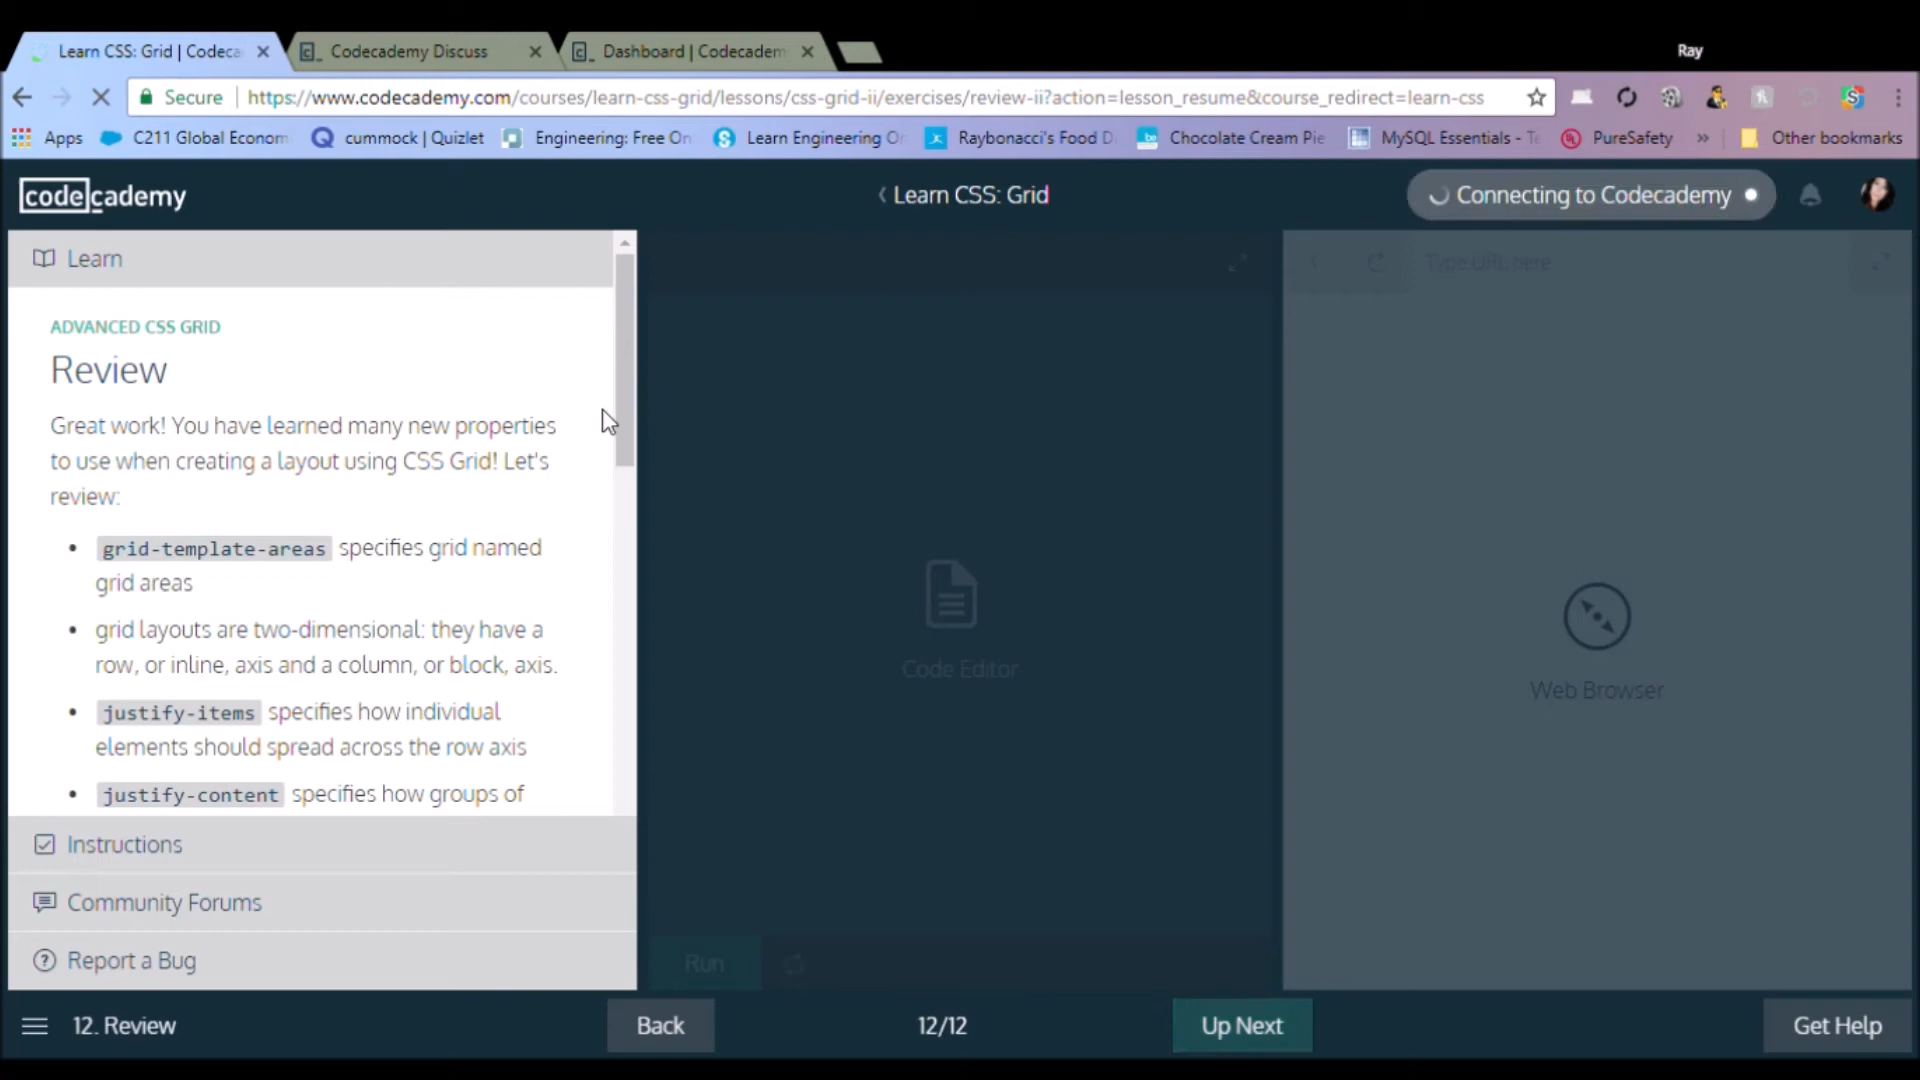 Learn CSS: Grid | Codeca
Codecademy Discuss
Dashboard | Codecadem
Ray
Secure
https://www.codecademy.com/courses/learn-css-grid/lessons/css-grid-ii/exercises/review-ii?action=lesson_resume&course_redirect=learn-css
Apps
C211 Global Econom
cummock | Quizlet
Engineering: Free On
Learn Engineering O
Raybonacci's Food D
Chocolate Cream Pie
MySQL Essentials - Te
PureSafety
»
Other bookmarks
codecademy
Learn CSS: Grid
Connecting to Codecademy
Learn
Type URL here
ADVANCED CSS GRID
Review
Great work! You have learned many new properties
to use when creating a layout using CSS Grid! Let's
review:
• grid-template-areas specifies grid named
grid areas
• grid layouts are two-dimensional: they have a
row, or inline, axis and a column, or block, axis.
• justify-items specifies how individual
elements should spread across the row axis
• justify-content specifies how groups of
Code Editor
Web Browser
Instructions
Community Forums
Report a Bug
Run
12. Review
Back
12/12
Up Next
Get Help